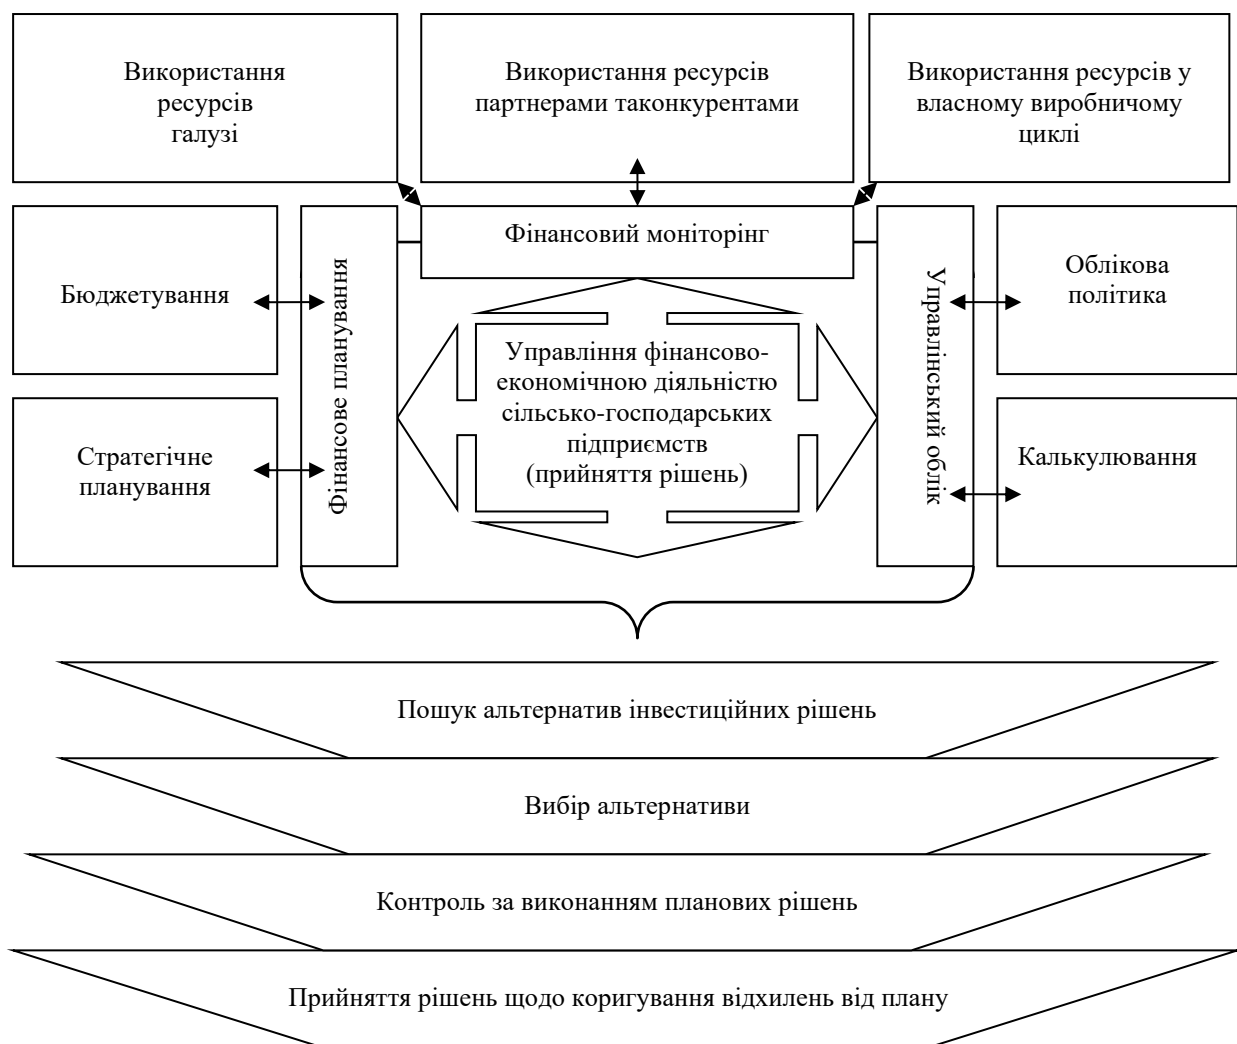 Використання
ресурсів
галузі
Використання ресурсів
партнерами таконкурентами
Використання ресурсів у
власному виробничому
циклі
Фінансовий моніторінг
Бюджетування
Стратегічне
планування
Фінансове планування
Управління фінансово-
економічною діяльністю
сільсько-господарських
підприємств
(прийняття рішень)
Управлінський облік
Облікова
політика
Калькулювання
Пошук альтернатив інвестиційних рішень
Вибір альтернативи
Контроль за виконанням планових рішень
Прийняття рішень щодо коригування відхилень від плану